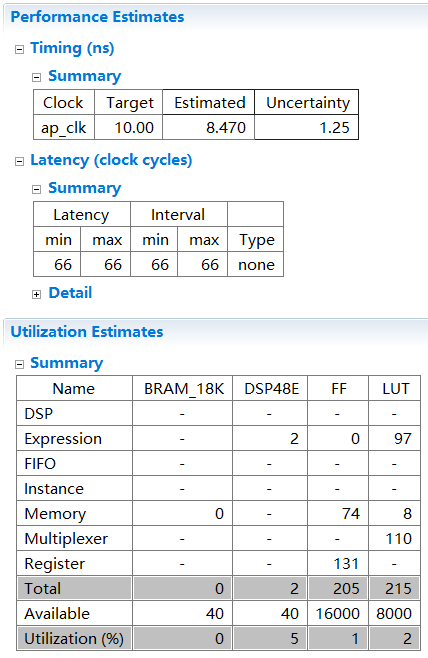 Performance Estimates
Timing (ns)
Summary
Clock Target Estimated Uncertainty
ap_clk 10.00 8.470 1.25
Latency (clock cycles)
Summary
Latency Interval
min max min max Type
66 66 66 66 none
Detail
Utilization Estimates
Summary
Name BRAM_18K DSP48E FF LUT
DSP - - - -
Expression - 2 0 97
FIFO - - - -
Instance - - - -
Memory 0 - 74 8
Multiplexer - - - 110
Register - - 131 -
Total 0 2 205 215
Available 40 40 16000 8000
Utilization (%) 0 5 1 2